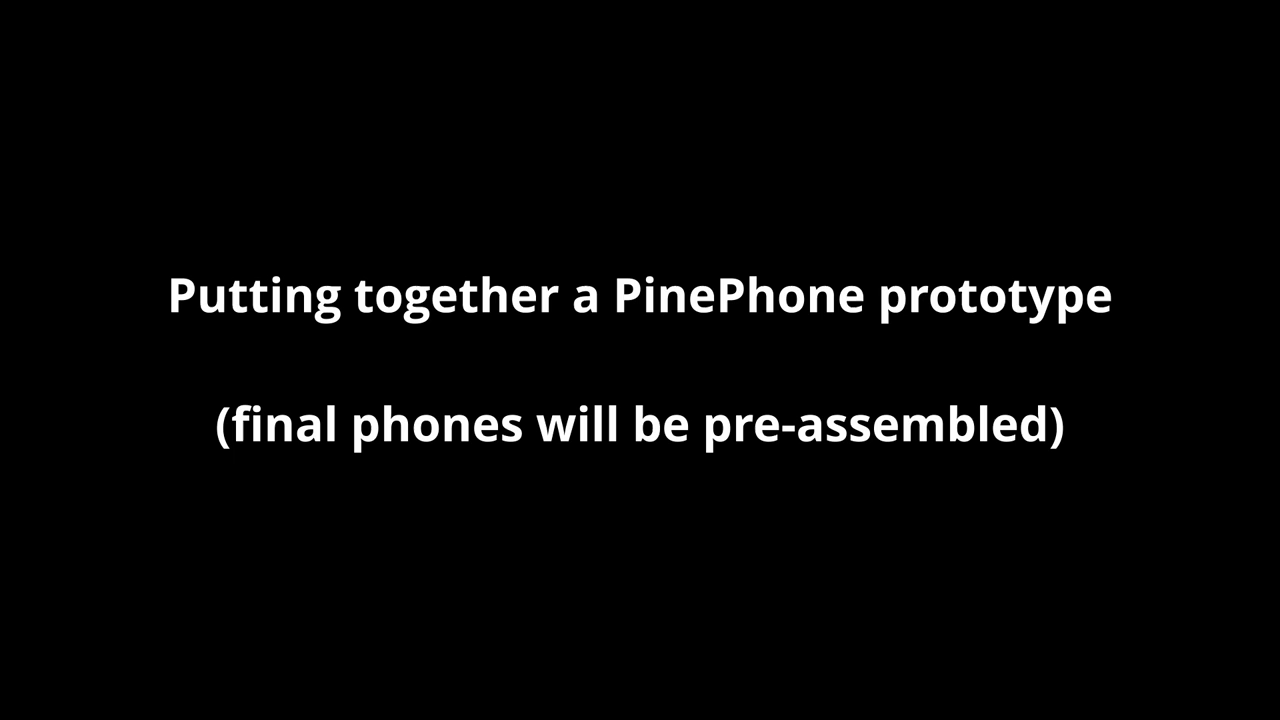 Putting together a PinePhone prototype
(final phones will be pre-assembled)